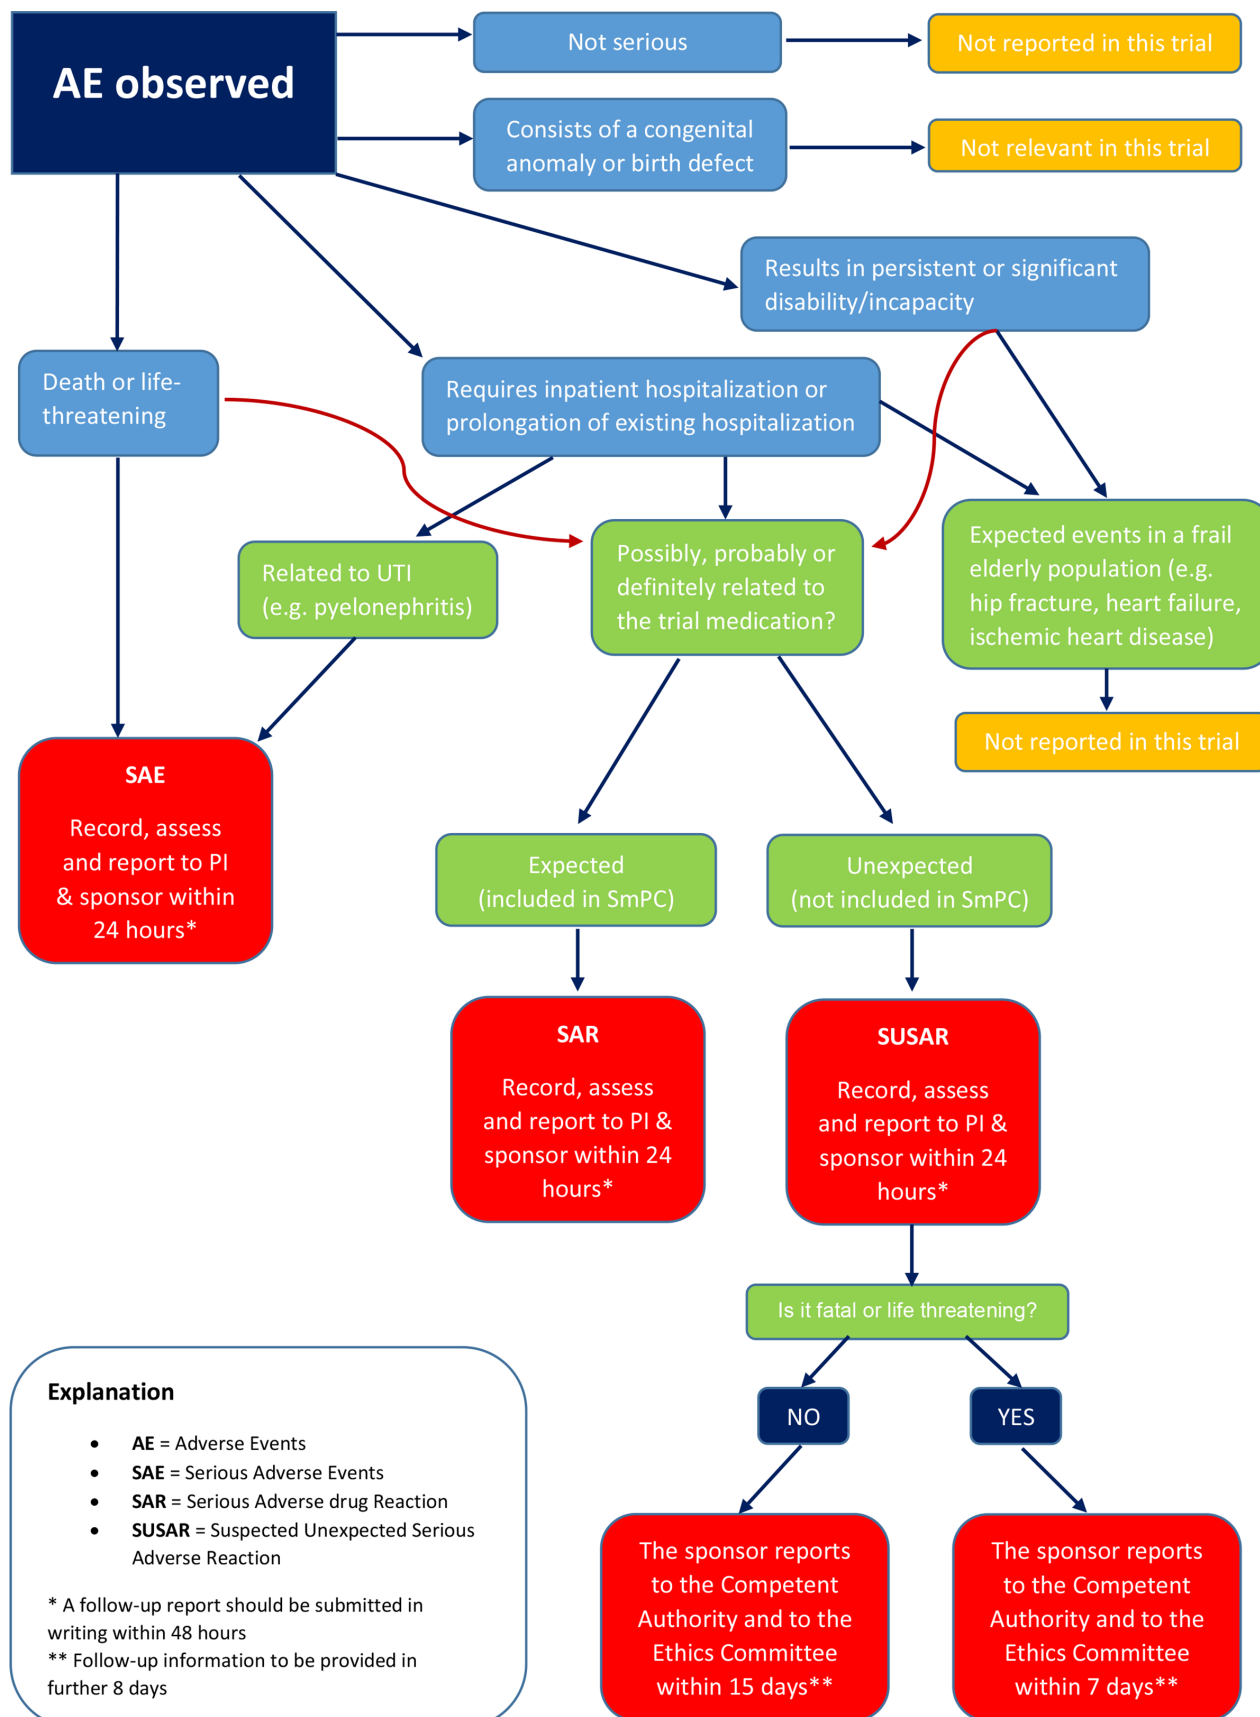 AE observed
Not serious
Not reported in this trial
Consists of a congenital
anomaly or birth defect
Not relevant in this trial
Results in persistent or significant
disability/incapacity
Death or life-
threatening
Requires inpatient hospitalization or
prolongation of existing hospitalization
Related to UTI
(e.g. pyelonephritis)
Possibly, probably or
definitely related to
the trial medication?
Expected events in a frail
elderly population (e.g.
hip fracture, heart failure,
ischemic heart disease)
Not reported in this trial
SAE
Record, assess
and report to PI
& sponsor within
24 hours*
Expected
(included in SmPC)
Unexpected
(not included in SmPC)
SAR
Record, assess
and report to PI &
sponsor within 24
hours*
SUSAR
Record, assess
and report to PI &
sponsor within 24
hours*
Is it fatal or life threatening?
NO
YES
The sponsor reports
to the Competent
Authority and to the
Ethics Committee
within 15 days**
The sponsor reports
to the Competent
Authority and to the
Ethics Committee
within 7 days**
Explanation
• AE = Adverse Events
• SAE = Serious Adverse Events
• SAR = Serious Adverse drug Reaction
• SUSAR = Suspected Unexpected Serious
Adverse Reaction
* A follow-up report should be submitted in
writing within 48 hours
** Follow-up information to be provided in
further 8 days